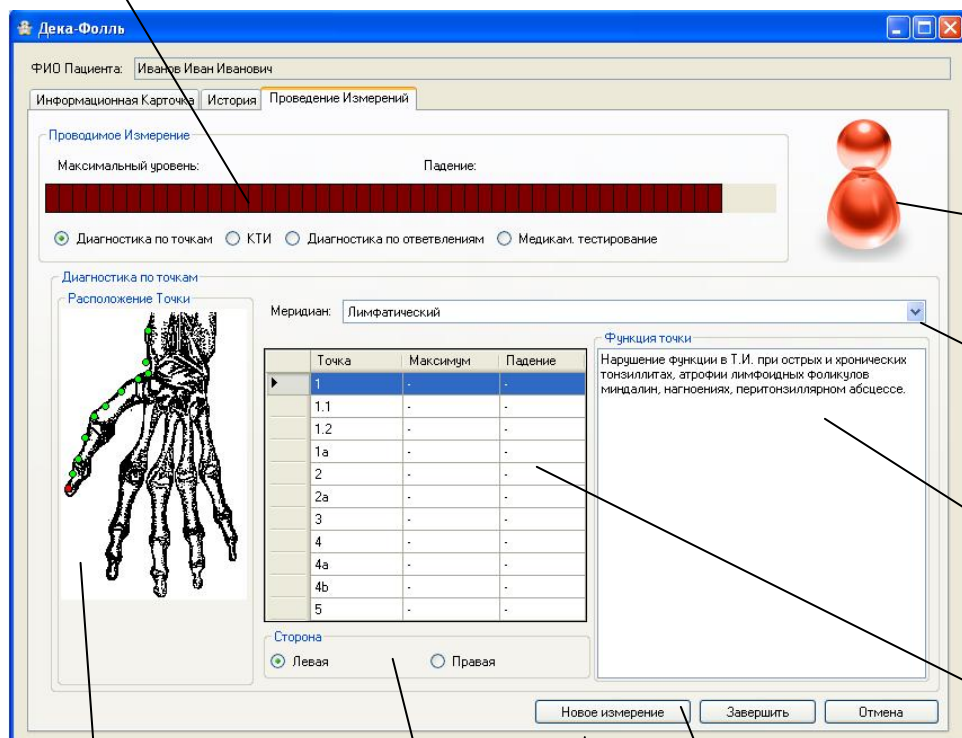 Дека-Фолль
ФИО Пациента: Иванов Иван Иванович
Информационная Карточка История Проведение Измерений
Проводимое Измерение
Максимальный уровень: Падение:
Диагностика по точкам КТИ Диагностика по ответвлениям Медикам. тестирование
Диагностика по точкам
Расположение Точки
Меридиан: Лимфатический
Точка Максимум Падение
1 - -
1.1 - -
1.2 - -
1a - -
2 - -
2a - -
3 - -
4 - -
4a - -
4b - -
5 - -
Функция точки
Нарушение функции в Т.И. при острых и хронических
тонзиллитах, атрофии лимфоидных фоликулов
миндалин, нагноениях, перитонзиллярном абсцессе.
Сторона
Левая Правая
Новое измерение Завершить Отмена